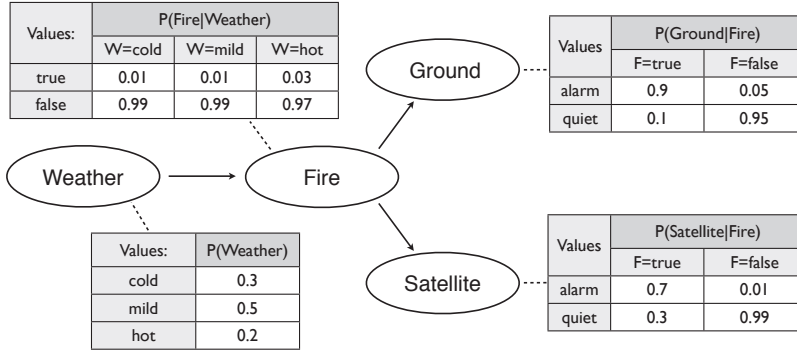 Values: P(Fire|Weather)
W=cold W=mild W=hot
true 0.01 0.01 0.03
false 0.99 0.99 0.97
Values P(Ground|Fire)
F=true F=false
alarm 0.9 0.05
quiet 0.1 0.95
Ground
Weather
Fire
Satellite
Values: P(Weather)
cold 0.3
mild 0.5
hot 0.2
Values P(Satellite|Fire)
F=true F=false
alarm 0.7 0.01
quiet 0.3 0.99